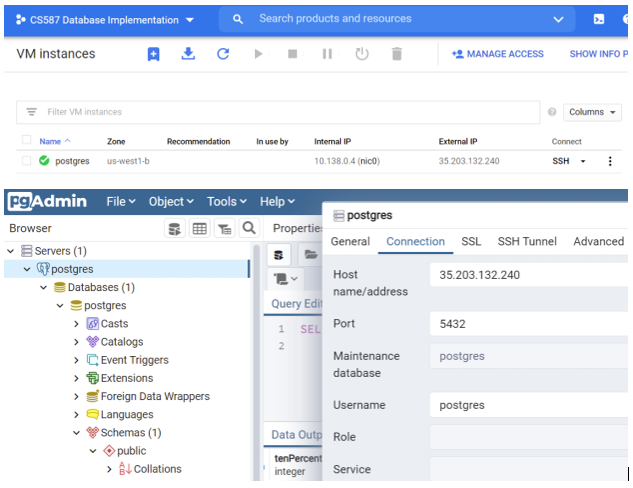 CS587 Database Implementation
Search products and resources
VM instances
MANAGE ACCESS
SHOW INFO P
Filter VM instances
Columns
Name Zone Recommendation In use by Internal IP External IP Connect
postgres us-west1-b 10.138.0.4 (nic0) 35.203.132.240 SSH
pgAdmin File Object Tools Help
Browser
Servers (1)
postgres
Databases (1)
postgres
Casts
Catalogs
Event Triggers
Extensions
Foreign Data Wrappers
Languages
Schemas (1)
public
Collations
Propertie
Query Edit
1 SEL
2
Data Outp
tenPercent
integer
postgres
General Connection SSL SSH Tunnel Advanced
Host name/address 35.203.132.240
Port 5432
Maintenance database postgres
Username postgres
Role
Service